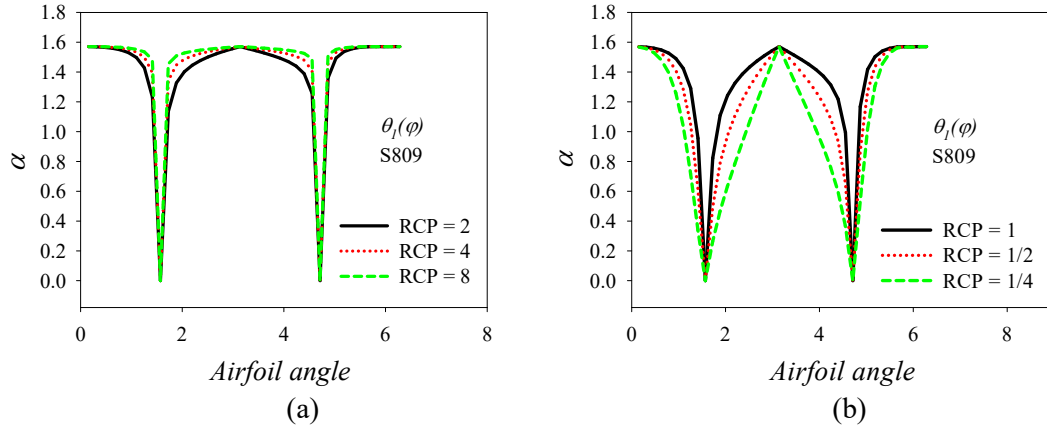 1.8
1.6
1.4
1.2
1.0
0.8
0.6
0.4
0.2
0.0
α
θ₁(φ)
S809
RCP = 2
RCP = 4
RCP = 8
0 2 4 6 8
Airfoil angle
(a)
1.8
1.6
1.4
1.2
1.0
0.8
0.6
0.4
0.2
0.0
α
θ₁(φ)
S809
RCP = 1
RCP = 1/2
RCP = 1/4
0 2 4 6 8
Airfoil angle
(b)